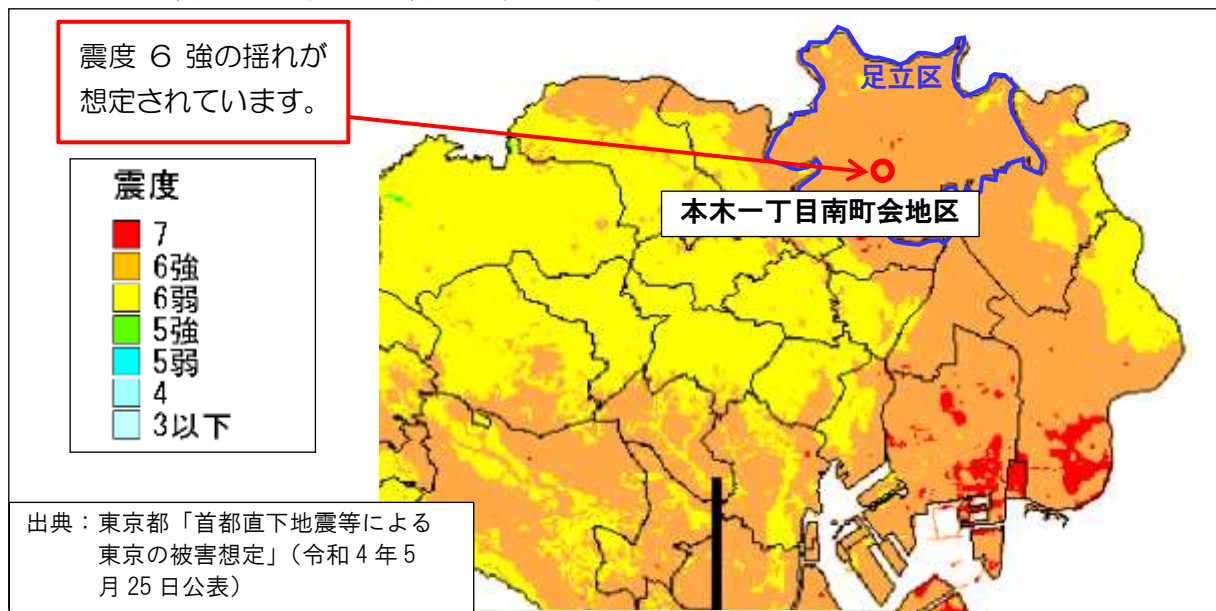 震度 6 強の揺れが
想定されています。
足立区
本木一丁目南町会地区
震度
7
6強
6弱
5強
5弱
4
3以下
出典：東京都「首都直下地震等による
東京の被害想定」（令和4年5
月25日公表）